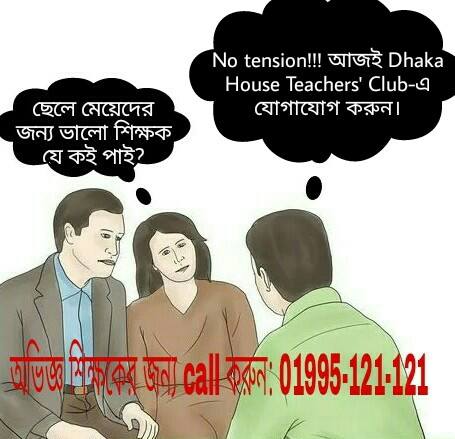 ছেলে মেয়েদের
জন্য ভালো শিক্ষক
যে কই পাই?
No tension!!! আজই Dhaka
House Teachers' Club-এ
যোগাযোগ করুন।
অভিজ্ঞ শিক্ষকের জন্য call করুন: 01995-121-121